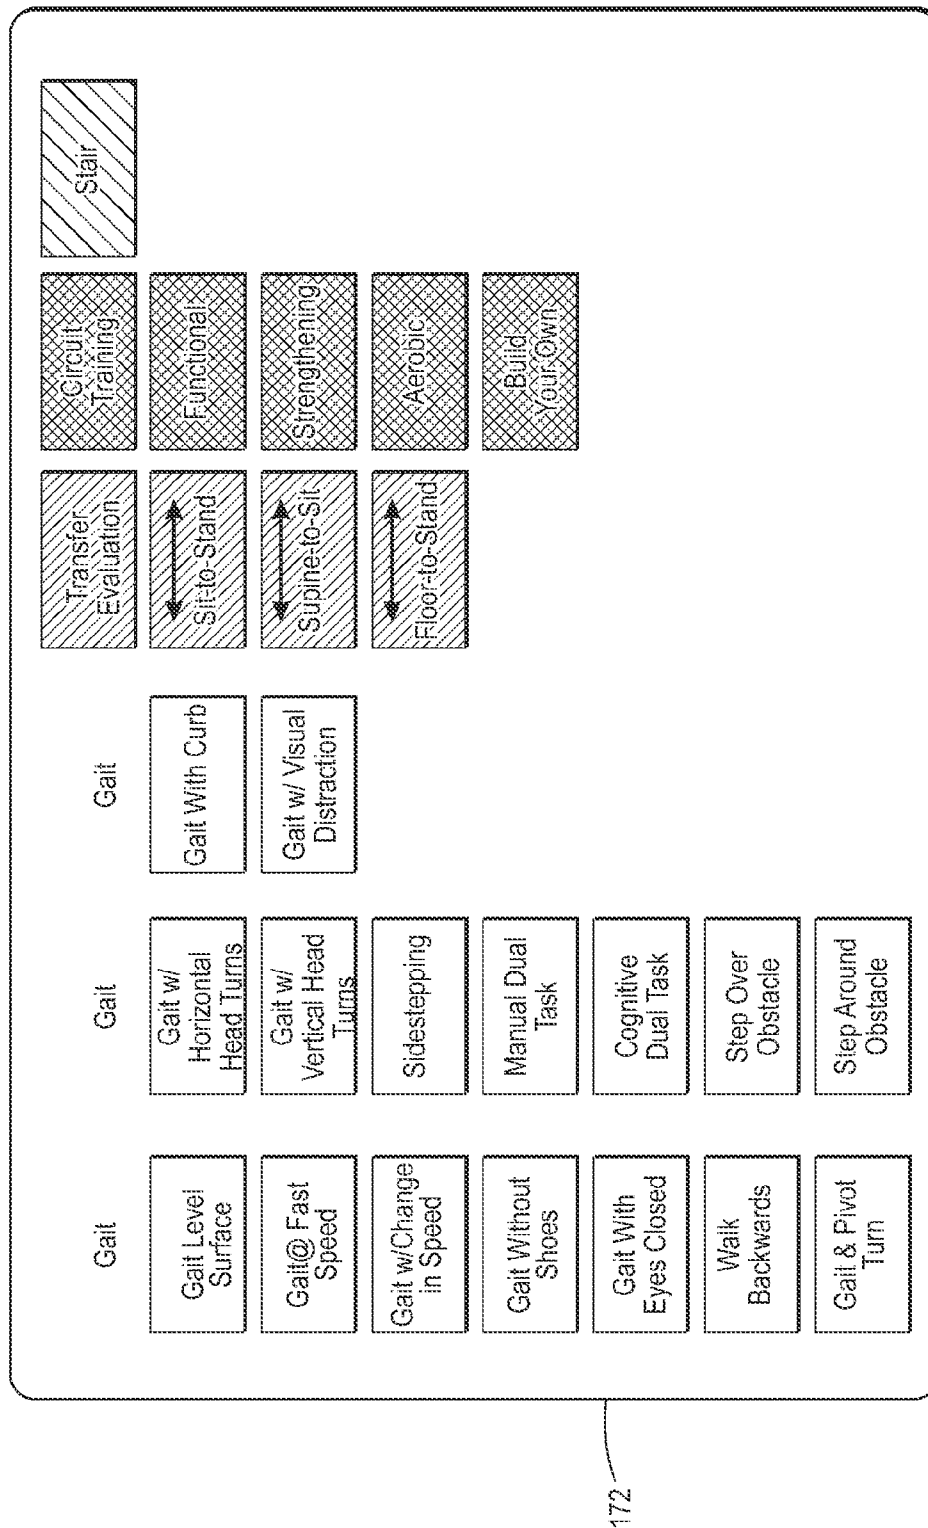 Gait
Gait Level
Surface
Gait@ Fast
Speed
Gait w/Change
in Speed
Gait Without
Shoes
Gait With
Eyes Closed
Walk
Backwards
Gait & Pivot
Turn
Gait
Gait w/
Horizontal
Head Turns
Gait w/
Vertical Head
Turns
Sidestepping
Manual Dual
Task
Cognitive
Dual Task
Step Over
Obstacle
Step Around
Obstacle
Gait
Gait With Curb
Gait w/ Visual
Distraction
Transfer
Evaluation
Sit-to-Stand
Supine-to-Sit
Floor-to-Stand
Circuit
Training
Functional
Strengthening
Aerobic
Build
Your Own
Stair
172